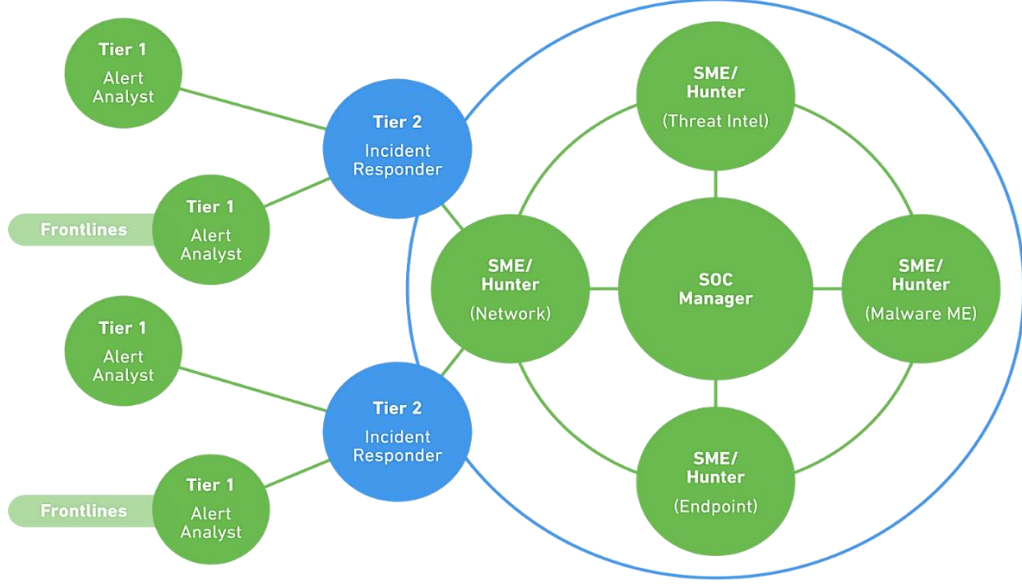 Tier 1
Alert
Analyst
Frontlines
Tier 1
Alert
Analyst
Tier 2
Incident
Responder
Tier 1
Alert
Analyst
Frontlines
Tier 1
Alert
Analyst
Tier 2
Incident
Responder
SME/
Hunter
(Threat Intel)
SME/
Hunter
(Network)
SOC
Manager
SME/
Hunter
(Malware ME)
SME/
Hunter
(Endpoint)